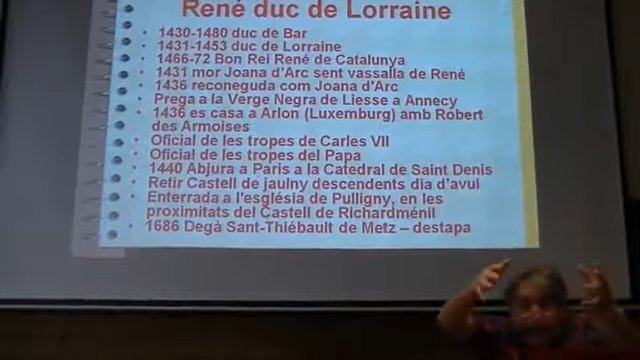 René duc de Lorraine
1430-1480 duc de Bar
1431-1453 duc de Lorraine
1466-72 Bon Rei René de Catalunya
1431 mor Joana d'Arc sent vassalla de René
1436 reconeguda com Joana d'Arc
Prega a la Verge Negra de Liesse a Annecy
1436 es casa a Arlon (Luxemburg) amb Robert
des Armoises
Oficial de les tropes de Carles VII
Oficial de les tropes del Papa
1440 Abjura a Paris a la Catedral de Saint Denis
Retir Castell de jaulny descendents dia d'avui
Enterrada a l'església de Pulligny, en les
proximitats del Castell de Richardménil
1686 Degà Sant-Thiébault de Metz – destapa